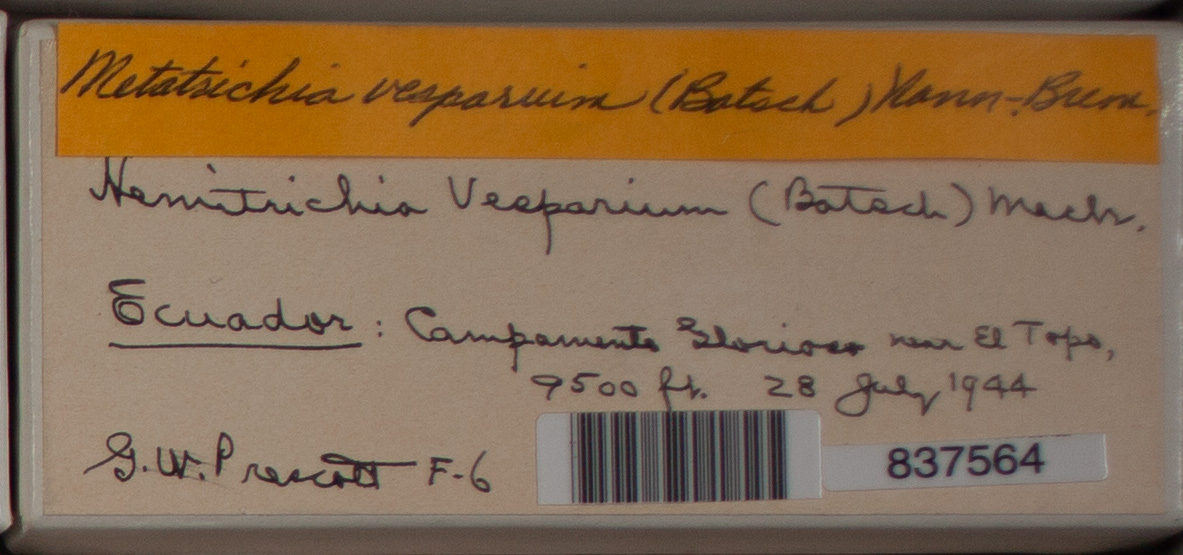 Metatrichia vesparium (Batsch) Nann-Brem.
Hemitrichia Vesparium (Batsch) Macbr.
Ecuador: Campamento Glorioso near El Topo,
9500 ft. 28 July 1944
G.W. Prescott F-6
837564